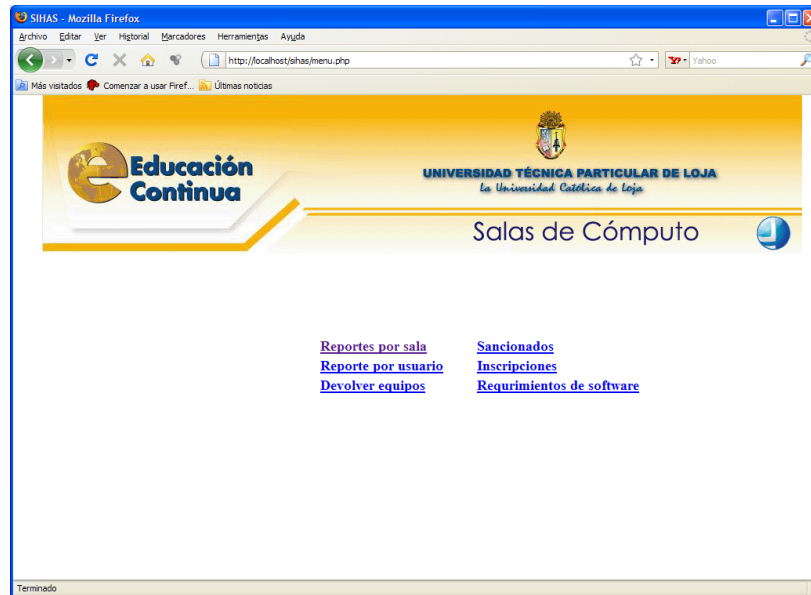 SIHAS - Mozilla Firefox
Archivo Editar Ver Historial Marcadores Herramientas Ayuda
http://localhost/sihas/menu.php
Yahoo
Más visitados Comenzar a usar Firef... Últimas noticias
Educación
Continua
UNIVERSIDAD TÉCNICA PARTICULAR DE LOJA
La Universidad Católica de Loja
Salas de Cómputo
Reportes por sala Sancionados
Reporte por usuario Inscripciones
Devolver equipos Requrimientos de software
Terminado